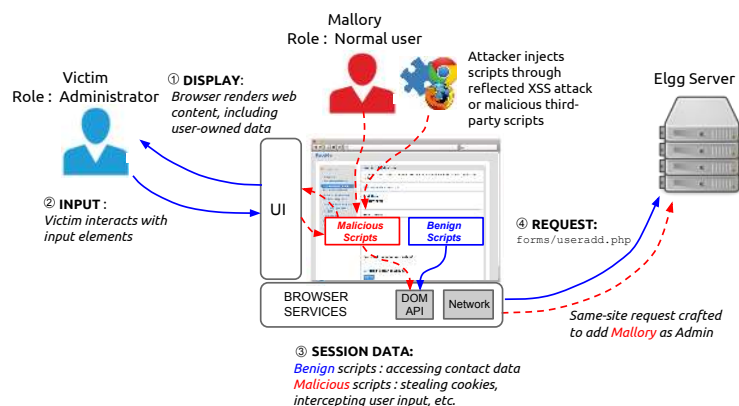 Mallory
Role : Normal user
Victim
Role : Administrator
① DISPLAY:
Browser renders web
content, including
user-owned data
Attacker injects
scripts through
reflected XSS attack
or malicious third-
party scripts
Elgg Server
② INPUT :
Victim interacts with
input elements
UI
Malicious
Scripts
Benign
Scripts
④ REQUEST:
forms/useradd.php
BROWSER
SERVICES
DOM
API
Network
Same-site request crafted
to add Mallory as Admin
③ SESSION DATA:
Benign scripts : accessing contact data
Malicious scripts : stealing cookies,
intercepting user input, etc.